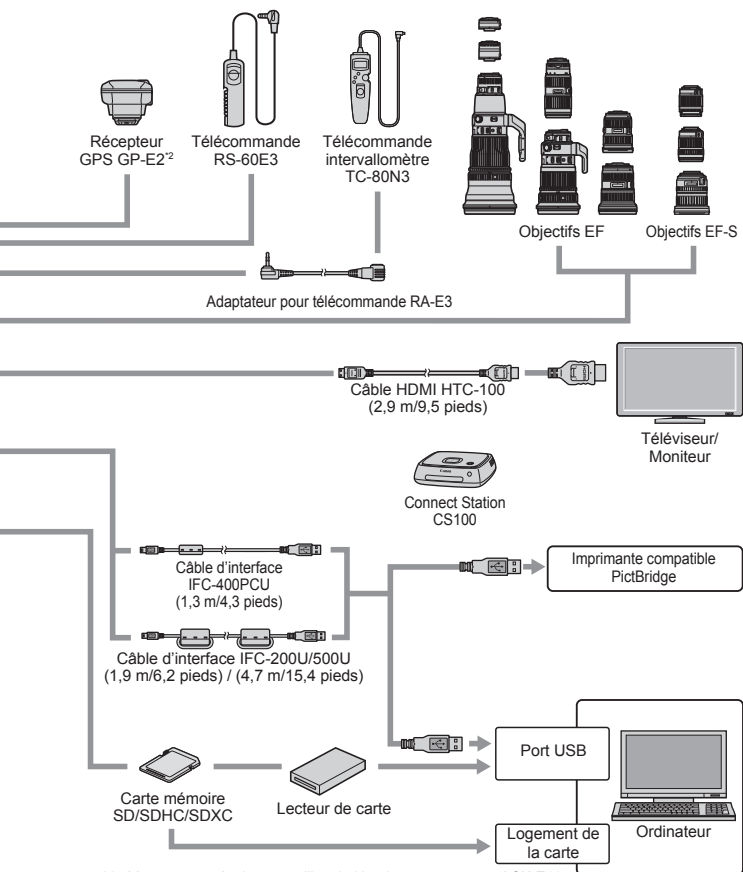 Récepteur
GPS GP-E2*2
Télécommande
RS-60E3
Télécommande
intervallomètre
TC-80N3
Objectifs EF
Objectifs EF-S
Adaptateur pour télécommande RA-E3
Câble HDMI HTC-100
(2,9 m/9,5 pieds)
Téléviseur/
Moniteur
Canon
Connect Station
CS100
Câble d'interface
IFC-400PCU
(1,3 m/4,3 pieds)
Imprimante compatible
PictBridge
Câble d'interface IFC-200U/500U
(1,9 m/6,2 pieds) / (4,7 m/15,4 pieds)
Port USB
Carte mémoire
SD/SDHC/SDXC
Lecteur de carte
Ordinateur
Logement de
la carte